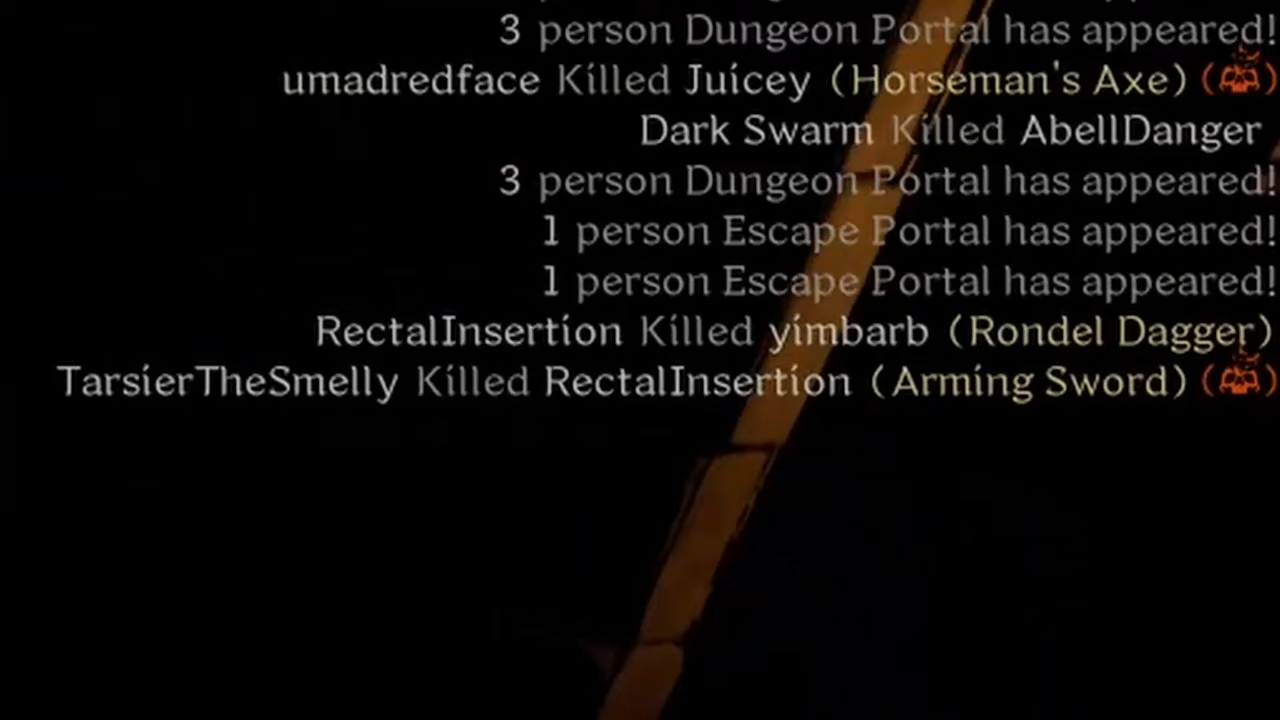 3 person Dungeon Portal has appeared!
umadredface Killed Juicey (Horseman's Axe) ( )
Dark Swarm Killed AbellDanger
3 person Dungeon Portal has appeared!
1 person Escape Portal has appeared!
1 person Escape Portal has appeared!
RectalInsertion Killed yimbarb (Rondel Dagger)
TarsierTheSmelly Killed RectalInsertion (Arming Sword) ( )